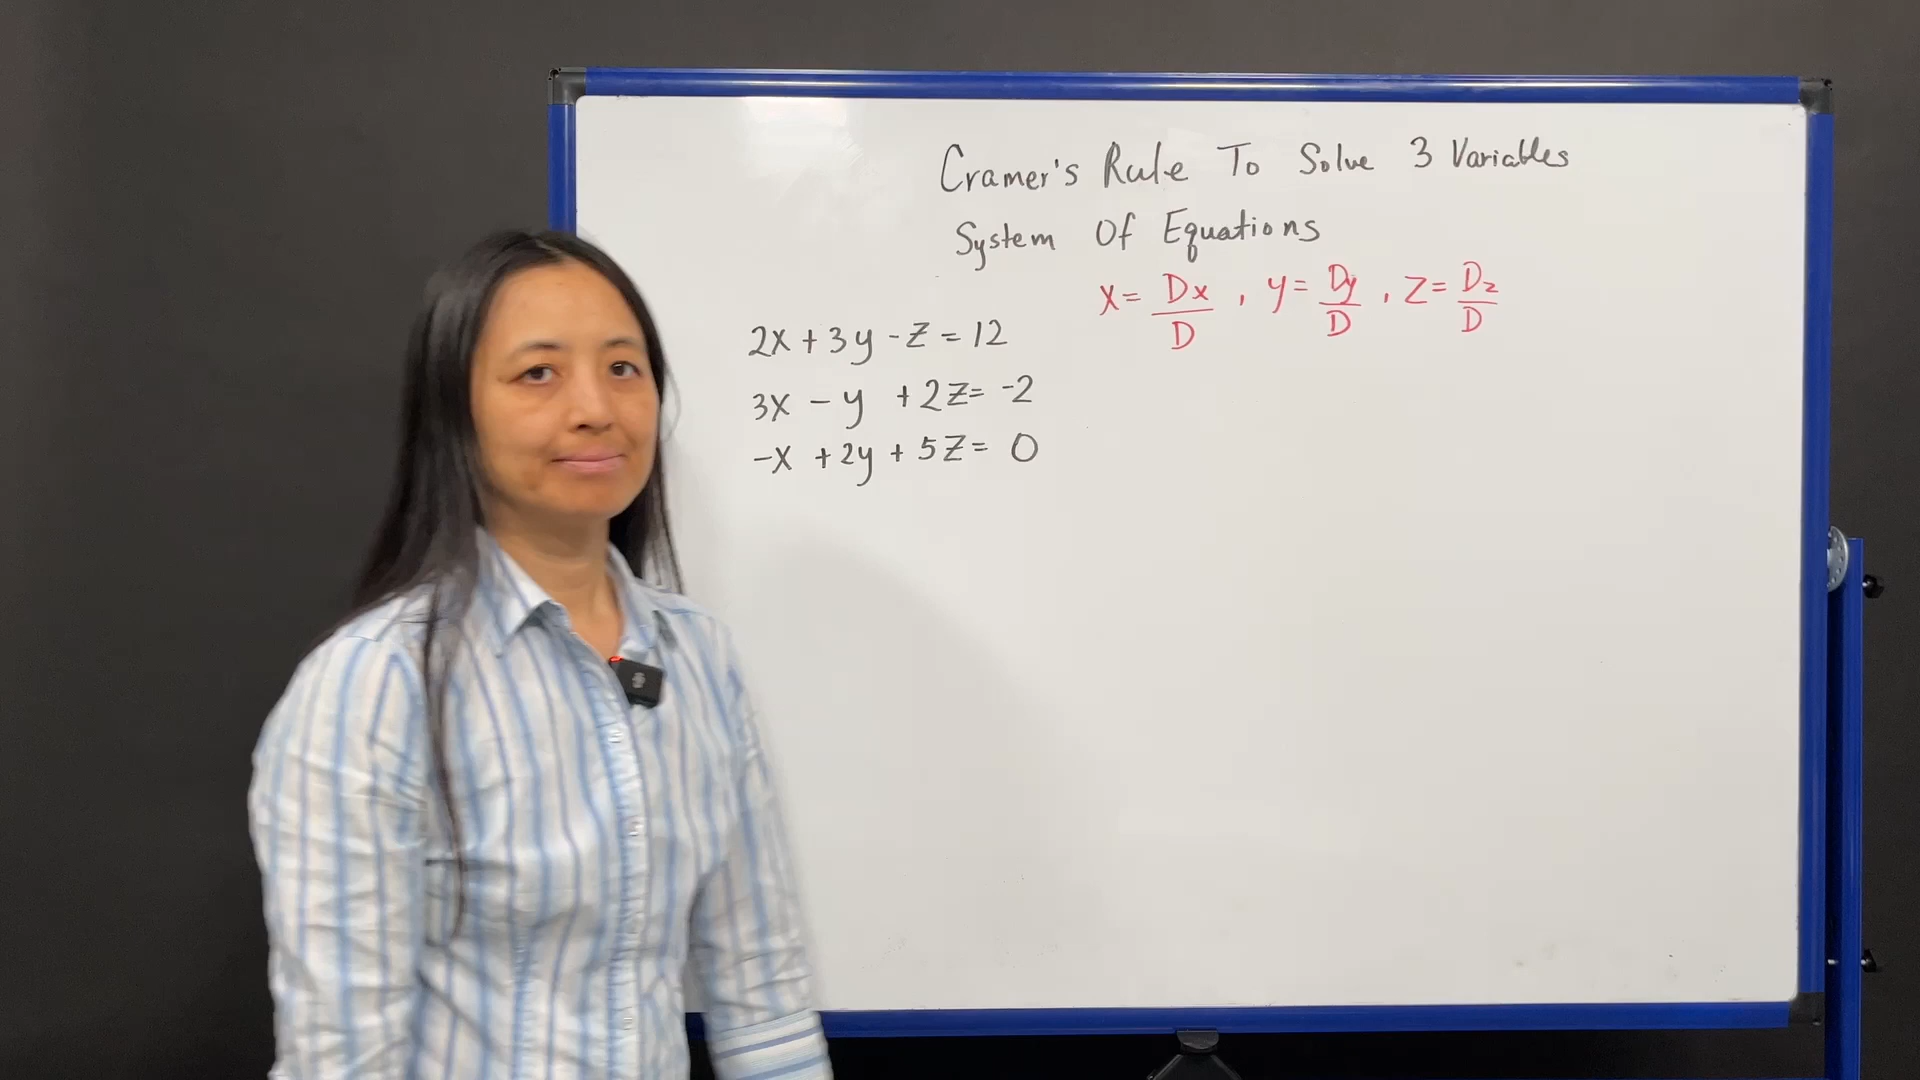 Cramer's Rule To Solve 3 Variables
System Of Equations
x = Dx/D , y = Dy/D , z = Dz/D
2x + 3y - z = 12
3x - y + 2z = -2
-x + 2y + 5z = 0